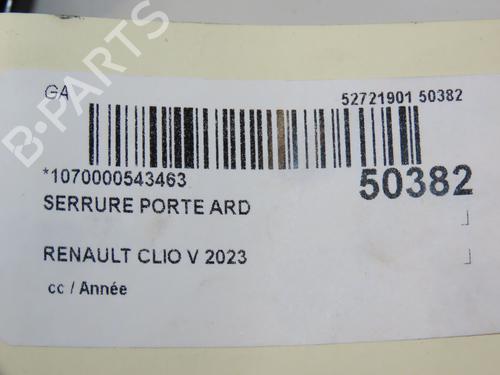 GA
52721901 50382
*1070000543463
50382
SERRURE PORTE ARD
RENAULT CLIO V 2023
cc / Année
B-PARTS